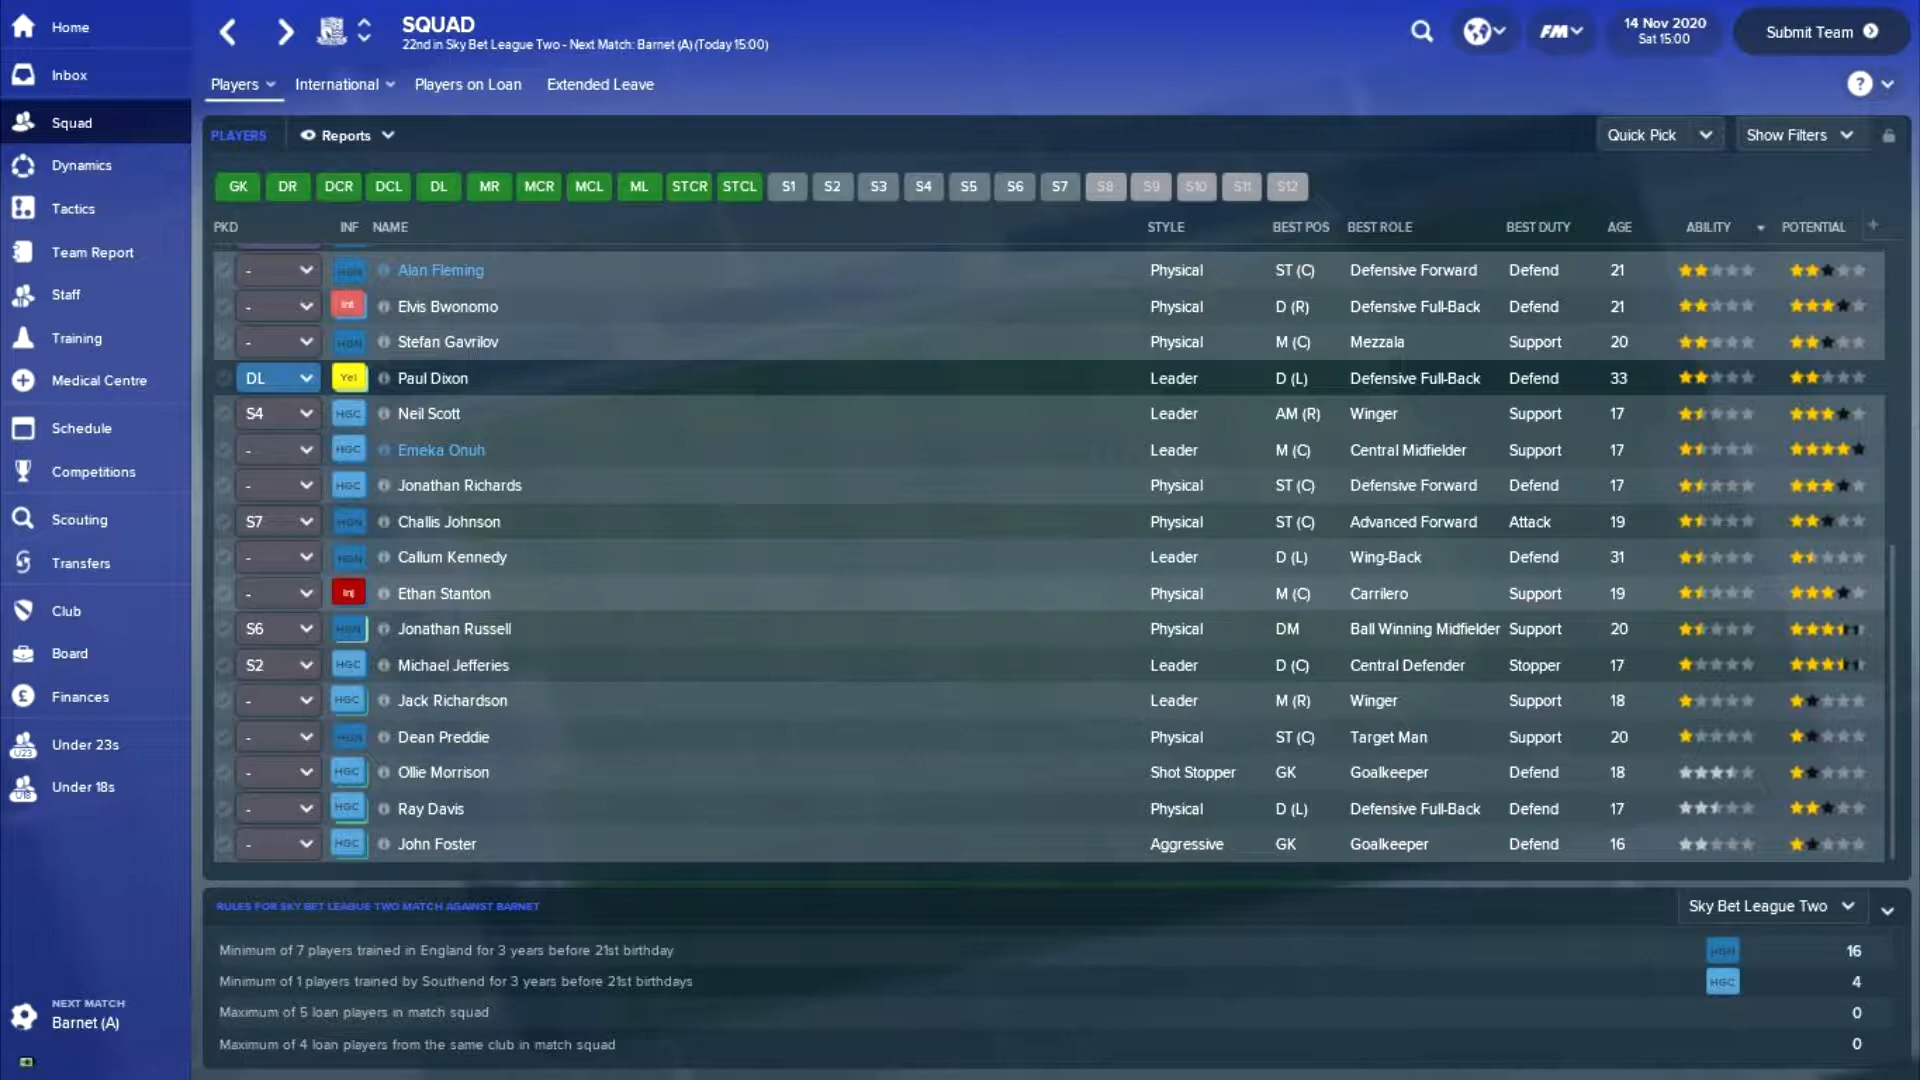 Home
Inbox
Squad
Dynamics
Tactics
Team Report
Staff
Training
Medical Centre
Schedule
Competitions
Scouting
Transfers
Club
Board
Finances
U23 Under 23s
U18 Under 18s
NEXT MATCH
Barnet (A)
SQUAD
22nd in Sky Bet League Two - Next Match: Barnet (A) (Today 15:00)
FM
14 Nov 2020
Sat 15:00
Submit Team
Players International Players on Loan Extended Leave
?
PLAYERS Reports Quick Pick Show Filters
GK DR DCR DCL DL MR MCR MCL ML STCR STCL S1 S2 S3 S4 S5 S6 S7 S8 S9 S10 S11 S12
PKD INF NAME STYLE BEST POS BEST ROLE BEST DUTY AGE ABILITY POTENTIAL +
- HGN Alan Fleming Physical ST (C) Defensive Forward Defend 21
- Int Elvis Bwonomo Physical D (R) Defensive Full-Back Defend 21
- HGN Stefan Gavrilov Physical M (C) Mezzala Support 20
DL Yel Paul Dixon Leader D (L) Defensive Full-Back Defend 33
S4 HGC Neil Scott Leader AM (R) Winger Support 17
- HGC Emeka Onuh Leader M (C) Central Midfielder Support 17
- HGC Jonathan Richards Physical ST (C) Defensive Forward Defend 17
S7 HGN Challis Johnson Physical ST (C) Advanced Forward Attack 19
- HGN Callum Kennedy Leader D (L) Wing-Back Defend 31
- Inj Ethan Stanton Physical M (C) Carrilero Support 19
S6 HGN Jonathan Russell Physical DM Ball Winning Midfielder Support 20
S2 HGC Michael Jefferies Leader D (C) Central Defender Stopper 17
- HGC Jack Richardson Leader M (R) Winger Support 18
- HGN Dean Preddie Physical ST (C) Target Man Support 20
- HGC Ollie Morrison Shot Stopper GK Goalkeeper Defend 18
- HGC Ray Davis Physical D (L) Defensive Full-Back Defend 17
- HGC John Foster Aggressive GK Goalkeeper Defend 16
RULES FOR SKY BET LEAGUE TWO MATCH AGAINST BARNET Sky Bet League Two
Minimum of 7 players trained in England for 3 years before 21st birthday HGN 16
Minimum of 1 players trained by Southend for 3 years before 21st birthdays HGC 4
Maximum of 5 loan players in match squad 0
Maximum of 4 loan players from the same club in match squad 0